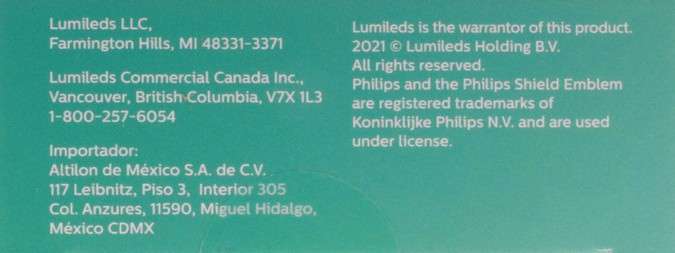 Lumileds LLC,
Farmington Hills, MI 48331-3371
Lumileds Commercial Canada Inc.,
Vancouver, British Columbia, V7X 1L3
1-800-257-6054
Importador:
Altilon de México S.A. de C.V.
117 Leibnitz, Piso 3, Interior 305
Col. Anzures, 11590, Miguel Hidalgo,
México CDMX
Lumileds is the warrantor of this product.
2021 © Lumileds Holding B.V.
All rights reserved.
Philips and the Philips Shield Emblem
are registered trademarks of
Koninklijke Philips N.V. and are used
under license.